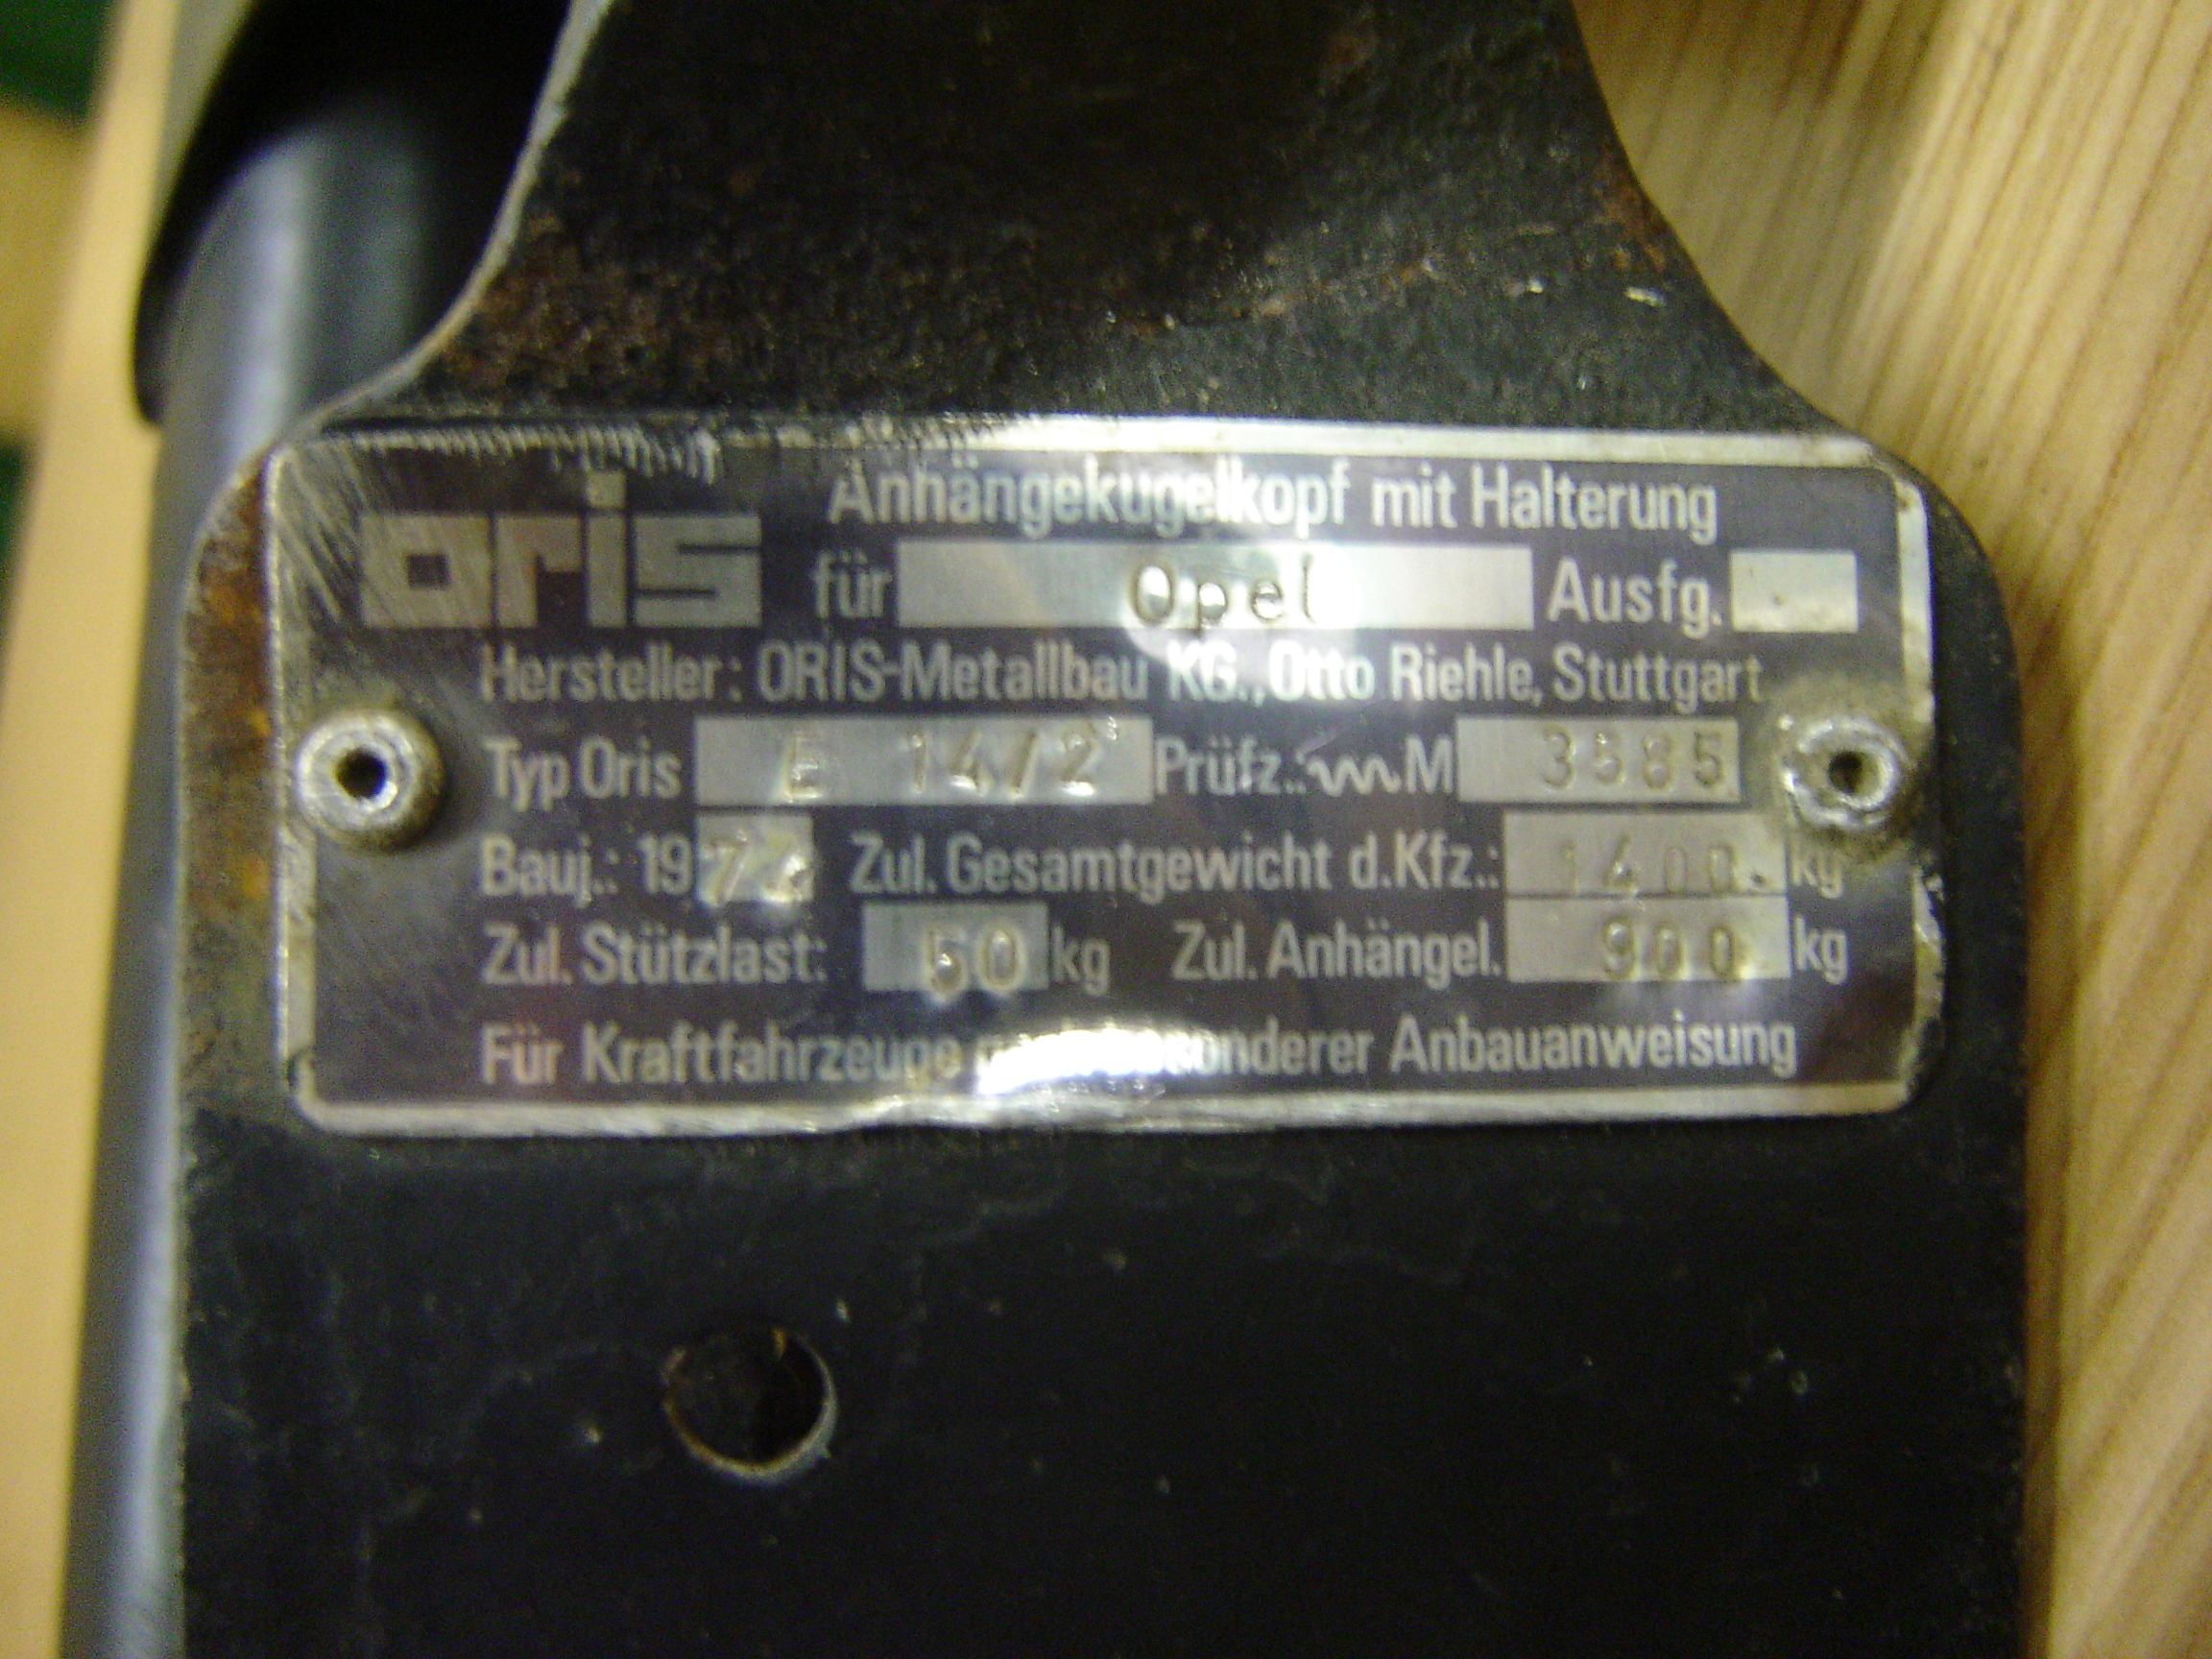 oris Anhängekugelkopf mit Halterung
für Opel Ausfg.
Hersteller: ORIS-Metallbau KG., Otto Riehle, Stuttgart
Typ Oris E 14/2 Prüfz.: M
Bauj.: 19 Zul. Gesamtgewicht d.Kfz.: 1400 kg
Zul. Stützlast: 50 kg Zul. Anhängel. 900 kg
Für Kraftfahrzeuge besonderer Anbauanweisung